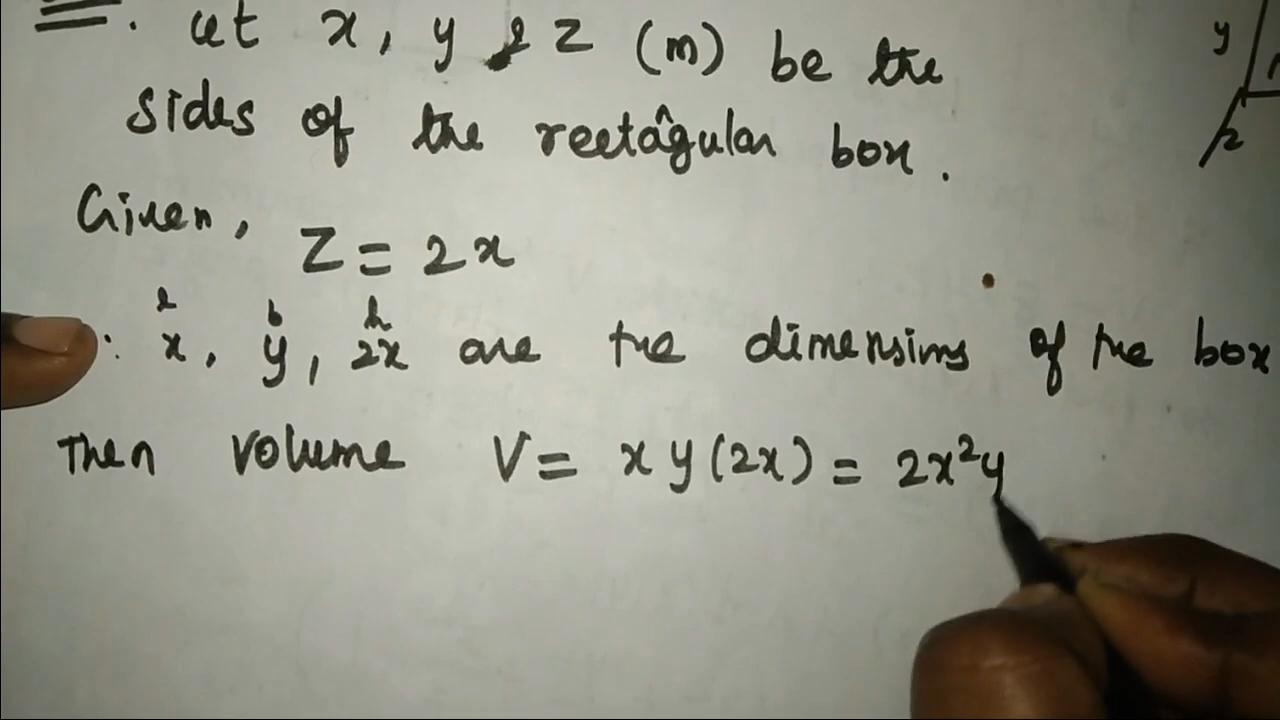 Let x, y & z (m) be the
sides of the rectangular box.
Given, z = 2x
l b h
∴ x, y, 2x are the dimensions of the box
Then volume V = xy(2x) = 2x²y
y